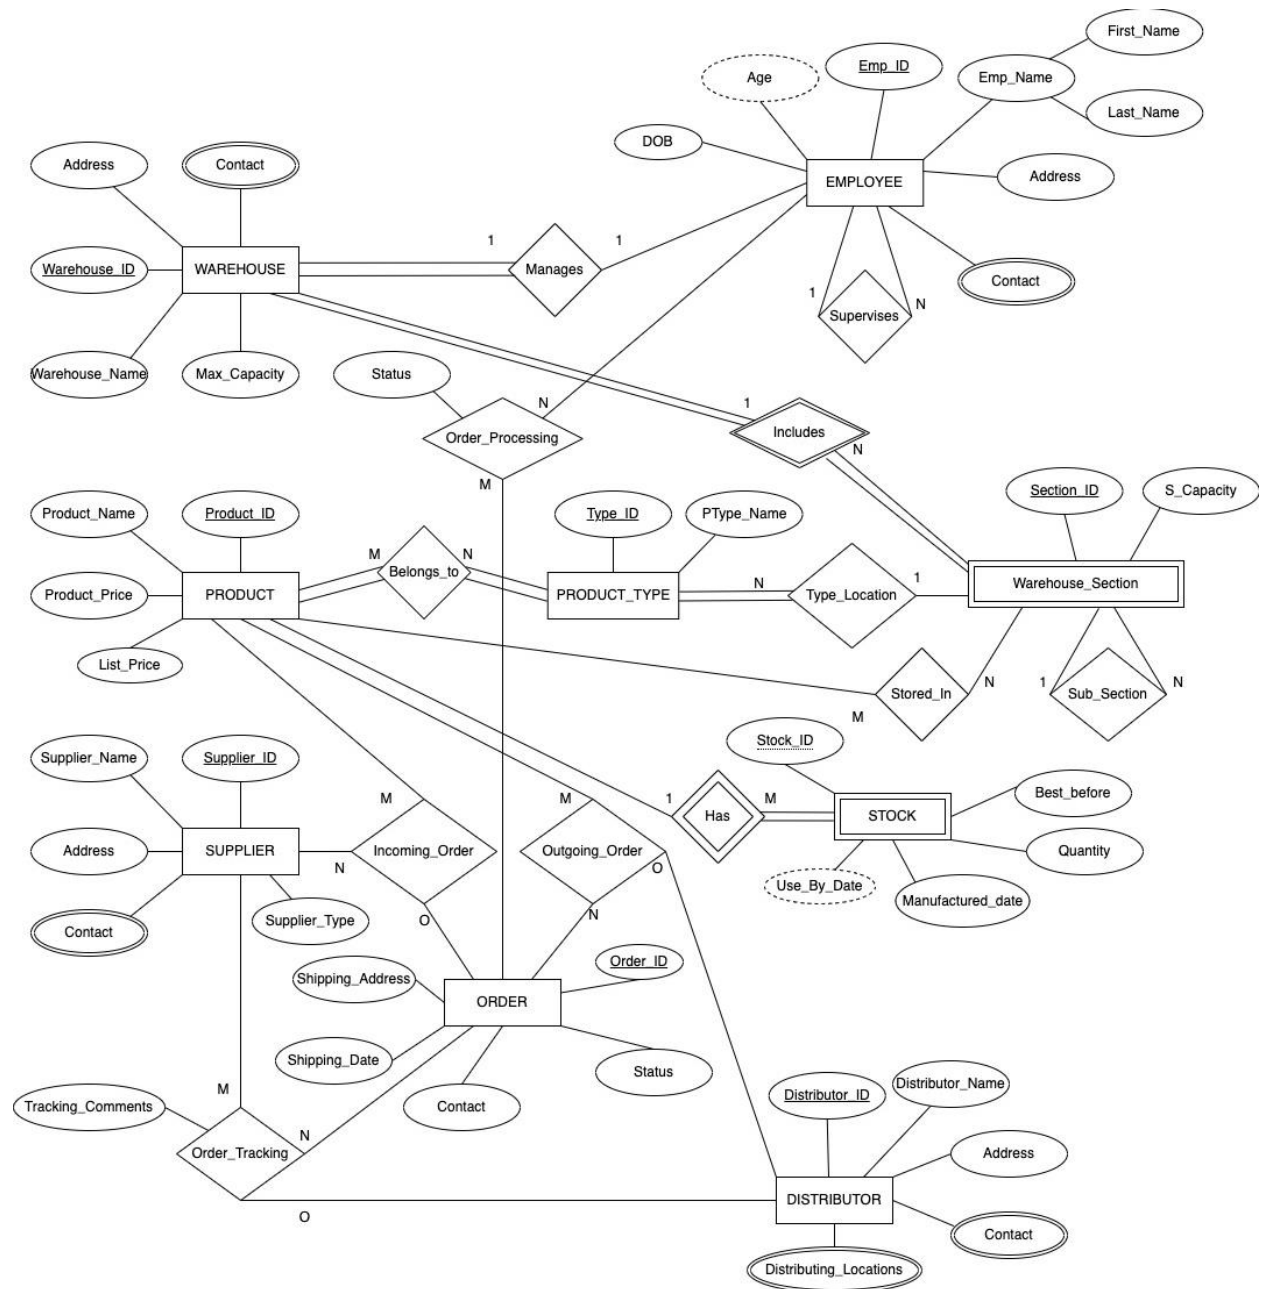 First_Name
Emp_ID
Age
Emp_Name
Last_Name
DOB
Address
Contact
EMPLOYEE
Address
Warehouse_ID
WAREHOUSE
1
Manages
1
Contact
1
Supervises
N
Warehouse_Name
Max_Capacity
Status
N
1
Order_Processing
Includes
N
M
Section_ID
S_Capacity
Product_Name
Product_ID
Type_ID
PType_Name
M
N
Belongs_to
Product_Price
PRODUCT
PRODUCT_TYPE
N
Type_Location
1
Warehouse_Section
List_Price
Stored_In
N
1
Sub_Section
N
M
Supplier_Name
Supplier_ID
Stock_ID
M
M
1
M
Best_before
Has
STOCK
Address
SUPPLIER
Incoming_Order
Outgoing_Order
Quantity
N
O
Use_By_Date
Manufactured_date
Contact
Supplier_Type
O
N
Order_ID
Shipping_Address
ORDER
Shipping_Date
Status
M
Tracking_Comments
Contact
Distributor_ID
Distributor_Name
N
Order_Tracking
Address
DISTRIBUTOR
O
Contact
Distributing_Locations